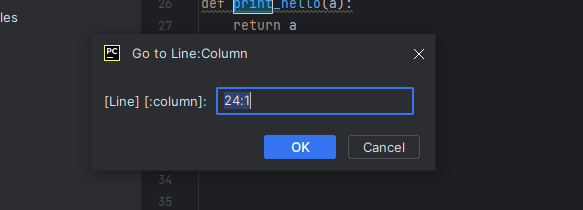 les
26 def print_hello(a):
27 return a
PC Go to Line:Column
[Line] [:column]: 24:1
OK Cancel
34
35